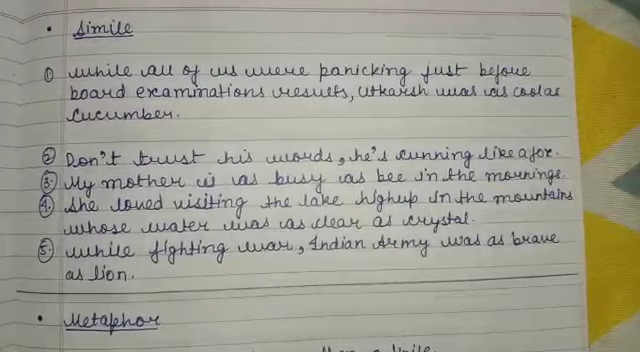 • Simile
① While all of us were panicking just before
board examinations results, Utkarsh was as cool as
cucumber.
② Don't trust his words, he's cunning like a fox.
③ My mother is as busy as bee in the mornings.
④ She loved visiting the lake high up in the mountains
whose water was as clear as crystal.
⑤ While fighting war, Indian Army was as brave
as lion.
• Metaphor